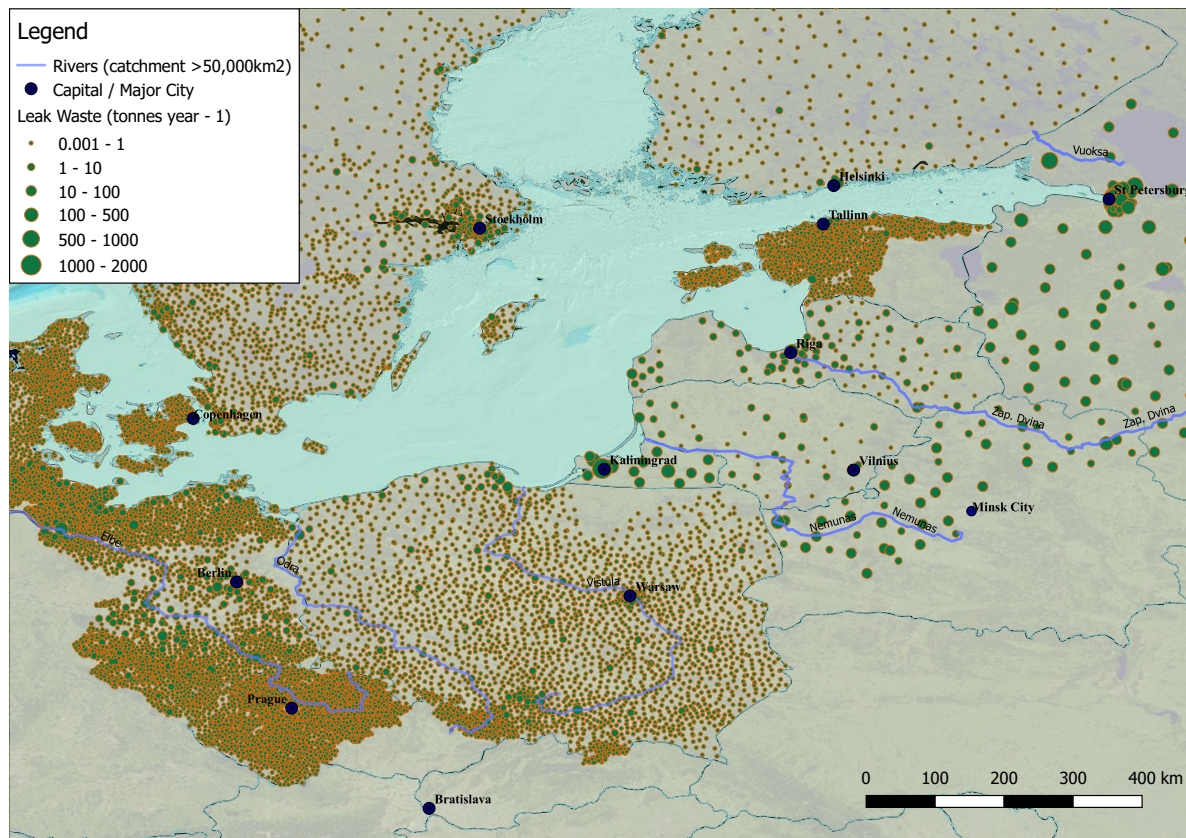 Legend
Rivers (catchment >50,000km2)
Capital / Major City
Leak Waste (tonnes year - 1)
0.001 - 1
1 - 10
10 - 100
100 - 500
500 - 1000
1000 - 2000
Vuoksa
Helsinki
St Petersburg
Stockholm
Tallinn
Riga
Copenhagen
Zap. Dvina
Zap. Dvina
Kaliningrad
Vilnius
Minsk City
Nemunas
Nemunas
Elbe
Odra
Berlin
Vistula
Warsaw
Prague
Bratislava
0 100 200 300 400 km